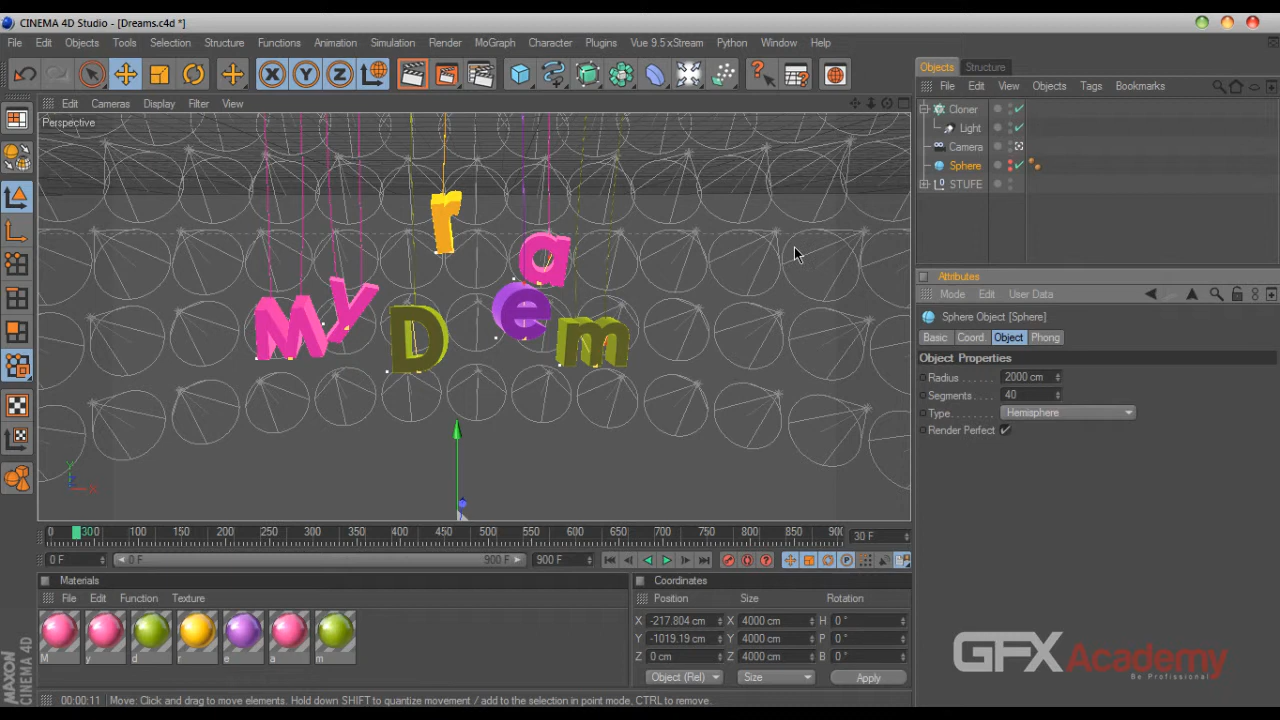 CINEMA 4D Studio - [Dreams.c4d *]
File Edit Objects Tools Selection Structure Functions Animation Simulation Render MoGraph Character Plugins Vue 9.5 xStream Python Window Help
X Y Z
Objects Structure
File Edit View Objects Tags Bookmarks
Cloner
Light
Camera
Sphere
STUFE
Edit Cameras Display Filter View
Perspective
My D r e a m
Y
Z
X
Attributes
Mode Edit User Data
Sphere Object [Sphere]
Basic Coord. Object Phong
Object Properties
Radius 2000 cm
Segments 40
Type Hemisphere
Render Perfect
0 300 100 150 200 250 300 350 400 450 500 550 600 650 700 750 800 850 900 30 F
0 F 0 F 900 F 900 F
Materials
File Edit Function Texture
M y d r e a m
Coordinates
Position Size Rotation
X -217.804 cm X 4000 cm H 0 °
Y -1019.19 cm Y 4000 cm P 0 °
Z 0 cm Z 4000 cm B 0 °
Object (Rel) Size Apply
GFXAcademy
Be Profissional
MAXON
CINEMA 4D
00:00:11 Move: Click and drag to move elements. Hold down SHIFT to quantize movement / add to the selection in point mode, CTRL to remove.